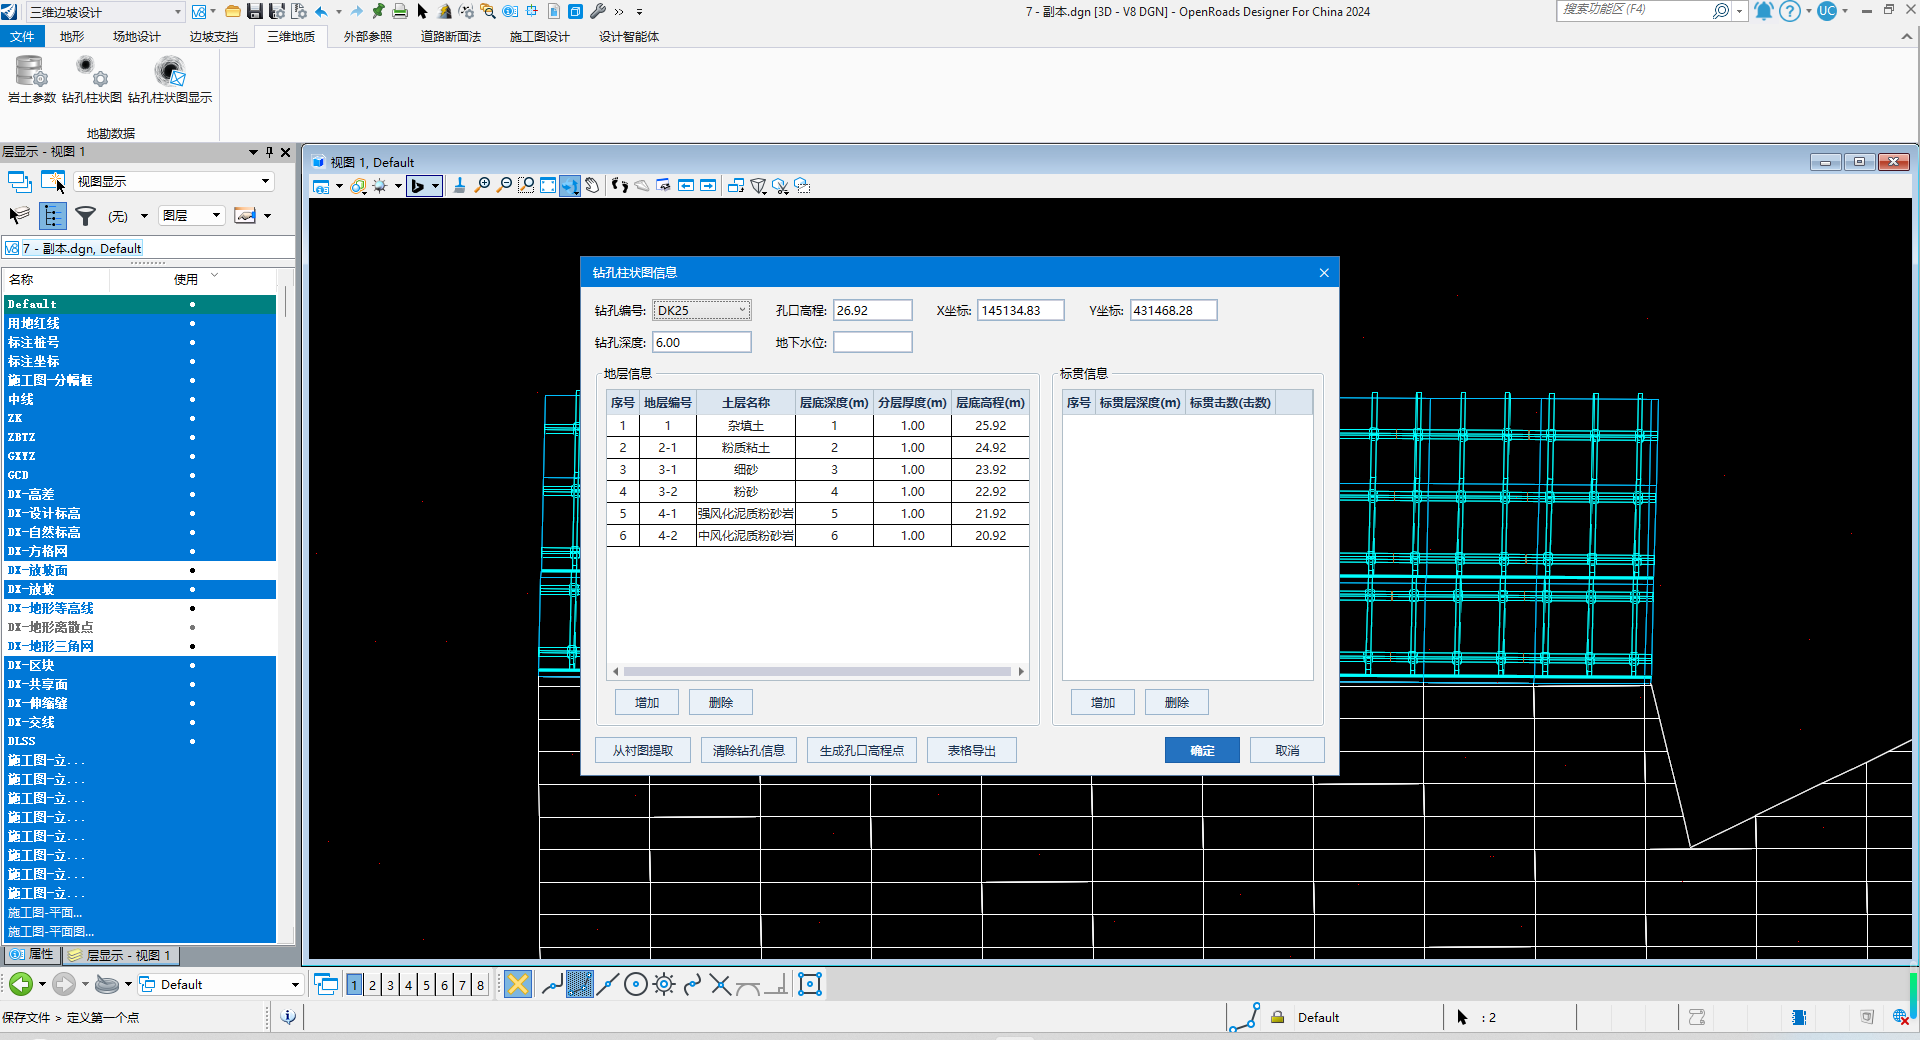 三维边坡设计
7 - 副本.dgn [3D - V8 DGN] - OpenRoads Designer For China 2024
搜索功能区(F4)
UC
文件 地形 场地设计 边坡支挡 三维地质 外部参照 道路断面法 施工图设计 设计智能体
岩土参数 钻孔柱状图 钻孔柱状图显示
地勘数据
层显示 - 视图 1
视图 1, Default
视图显示
(无) 图层
7 - 副本.dgn, Default
名称 使用
Default
用地红线
标注桩号
标注坐标
施工图-分幅框
中线
ZK
ZBTZ
GXYZ
GCD
DX-高差
DX-设计标高
DX-自然标高
DX-方格网
DX-放坡面
DX-放坡
DX-地形等高线
DX-地形离散点
DX-地形三角网
DX-区块
DX-共享面
DX-伸缩缝
DX-交线
DLSS
施工图-立...
施工图-立...
施工图-立...
施工图-立...
施工图-立...
施工图-立...
施工图-立...
施工图-立...
施工图-平面...
施工图-平面图...
属性 层显示 - 视图 1
钻孔柱状图信息
钻孔编号: DK25 孔口高程: 26.92 X坐标: 145134.83 Y坐标: 431468.28
钻孔深度: 6.00 地下水位:
地层信息
序号 地层编号 土层名称 层底深度(m) 分层厚度(m) 层底高程(m)
1 1 杂填土 1 1.00 25.92
2 2-1 粉质粘土 2 1.00 24.92
3 3-1 细砂 3 1.00 23.92
4 3-2 粉砂 4 1.00 22.92
5 4-1 强风化泥质粉砂岩 5 1.00 21.92
6 4-2 中风化泥质粉砂岩 6 1.00 20.92
增加 删除
标贯信息
序号 标贯层深度(m) 标贯击数(击数)
增加 删除
从衬图提取 清除钻孔信息 生成孔口高程点 表格导出 确定 取消
Default 1 2 3 4 5 6 7 8
保存文件 > 定义第一个点
Default
: 2